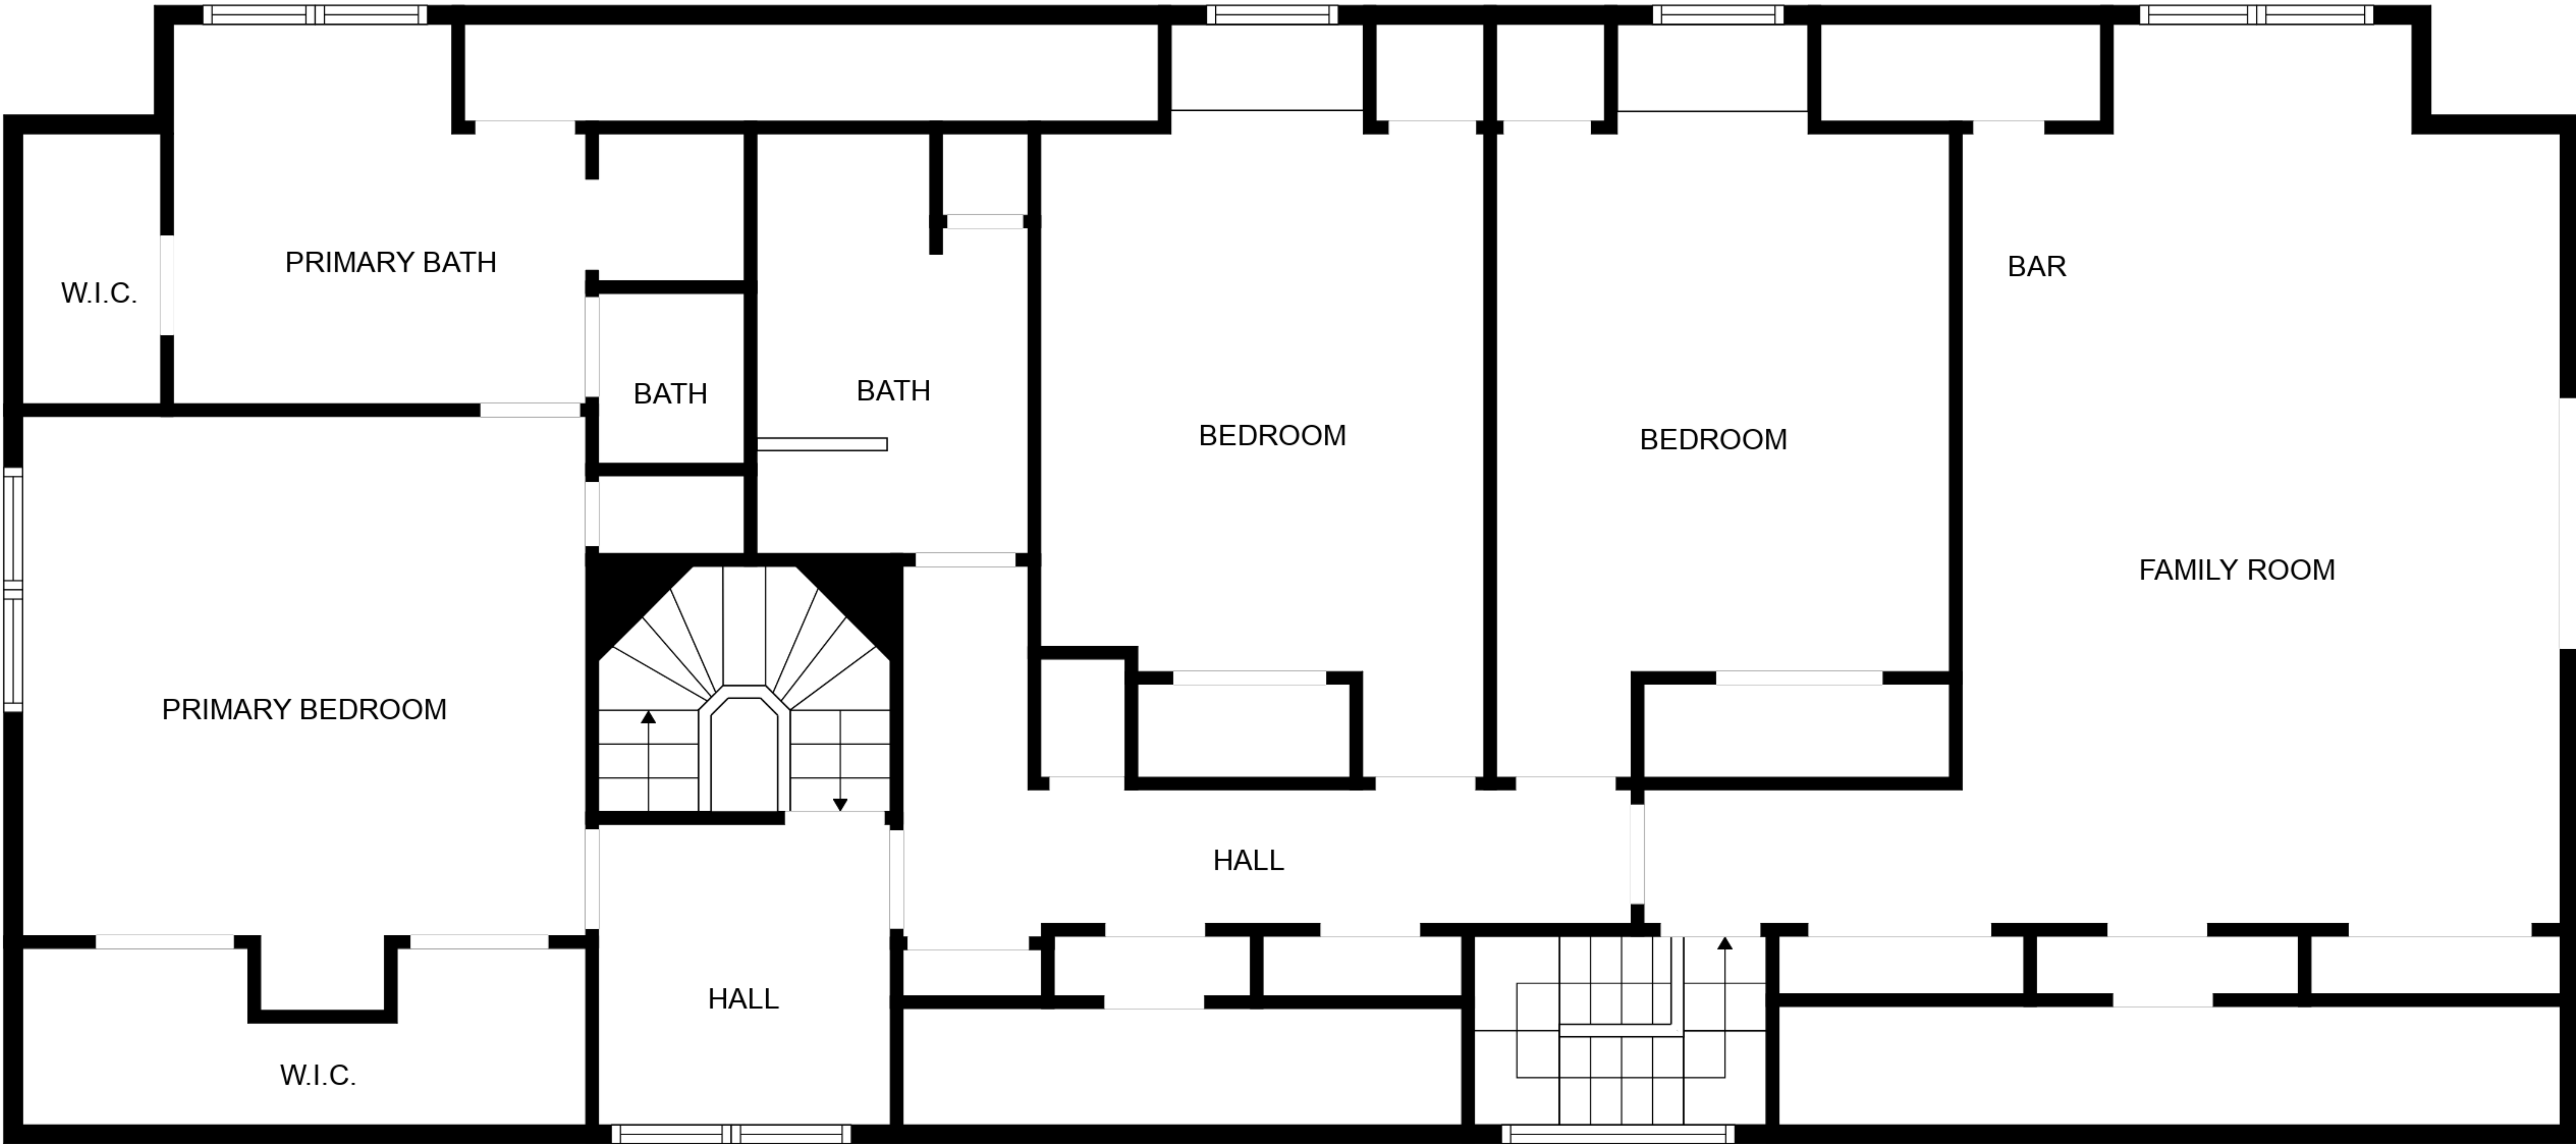 PRIMARY BATH
W.I.C.
BAR
BATH
BATH
BEDROOM
BEDROOM
FAMILY ROOM
PRIMARY BEDROOM
HALL
HALL
W.I.C.